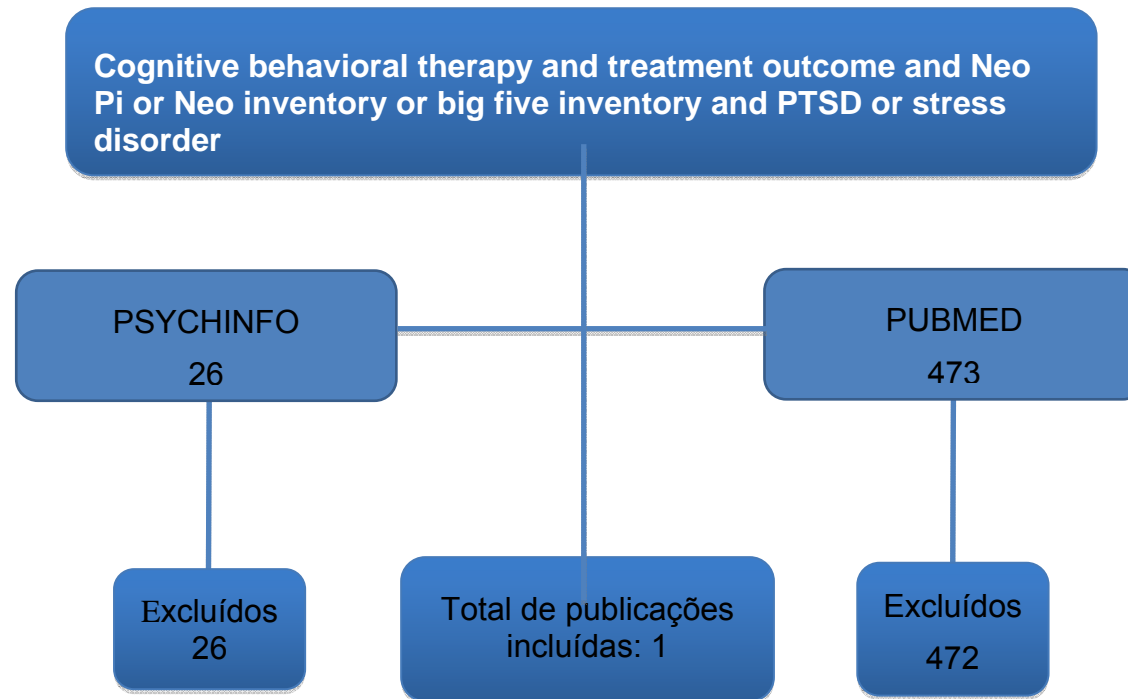 Cognitive behavioral therapy and treatment outcome and Neo
Pi or Neo inventory or big five inventory and PTSD or stress
disorder
PSYCHINFO
26
PUBMED
473
Excluídos
26
Total de publicações
incluídas: 1
Excluídos
472